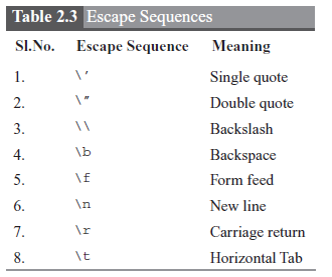 Table 2.3 Escape Sequences
Sl.No. Escape Sequence Meaning
1. \' Single quote
2. \" Double quote
3. \\ Backslash
4. \b Backspace
5. \f Form feed
6. \n New line
7. \r Carriage return
8. \t Horizontal Tab